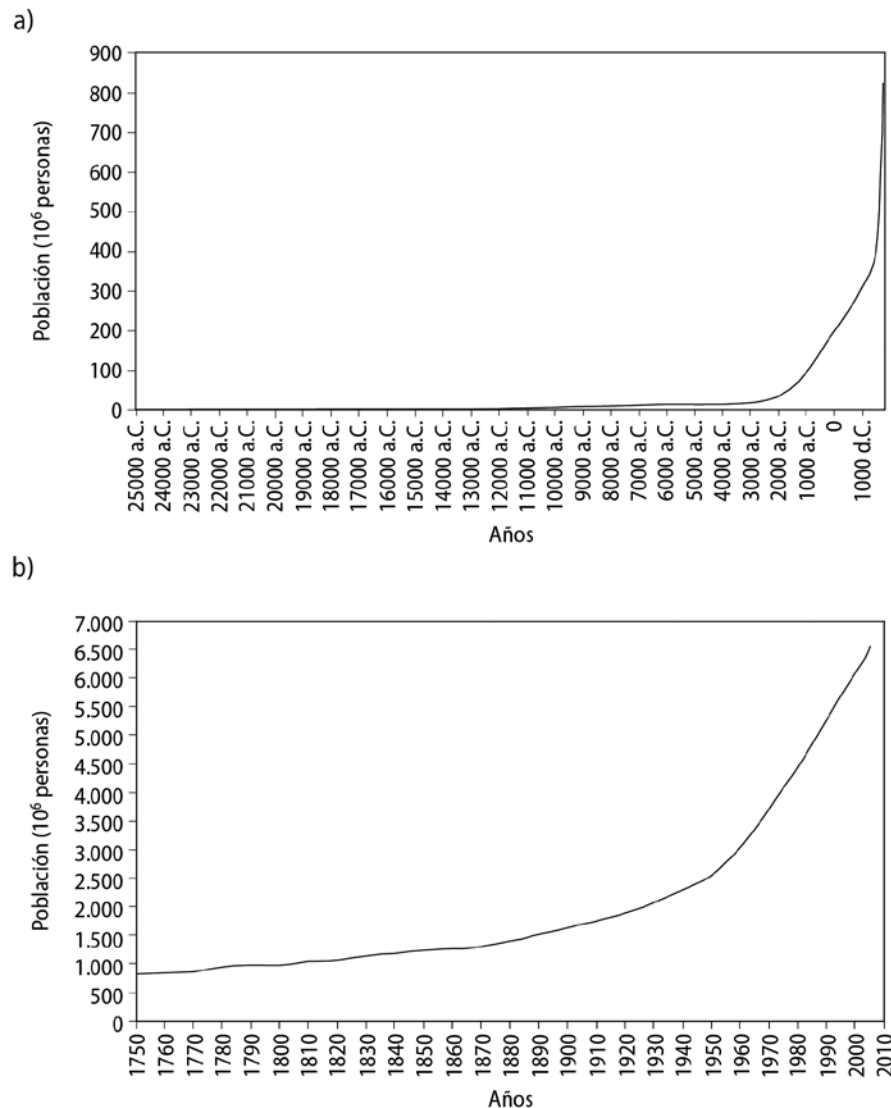 a)
Población (10⁶ personas)
900
800
700
600
500
400
300
200
100
0
25000 a.C.
24000 a.C.
23000 a.C.
22000 a.C.
21000 a.C.
20000 a.C.
19000 a.C.
18000 a.C.
17000 a.C.
16000 a.C.
15000 a.C.
14000 a.C.
13000 a.C.
12000 a.C.
11000 a.C.
10000 a.C.
9000 a.C.
8000 a.C.
7000 a.C.
6000 a.C.
5000 a.C.
4000 a.C.
3000 a.C.
2000 a.C.
1000 a.C.
0
1000 d.C.
Años
b)
Población (10⁶ personas)
7.000
6.500
6.000
5.500
5.000
4.500
4.000
3.500
3.000
2.500
2.000
1.500
1.000
500
0
1750
1760
1770
1780
1790
1800
1810
1820
1830
1840
1850
1860
1870
1880
1890
1900
1910
1920
1930
1940
1950
1960
1970
1980
1990
2000
2010
Años